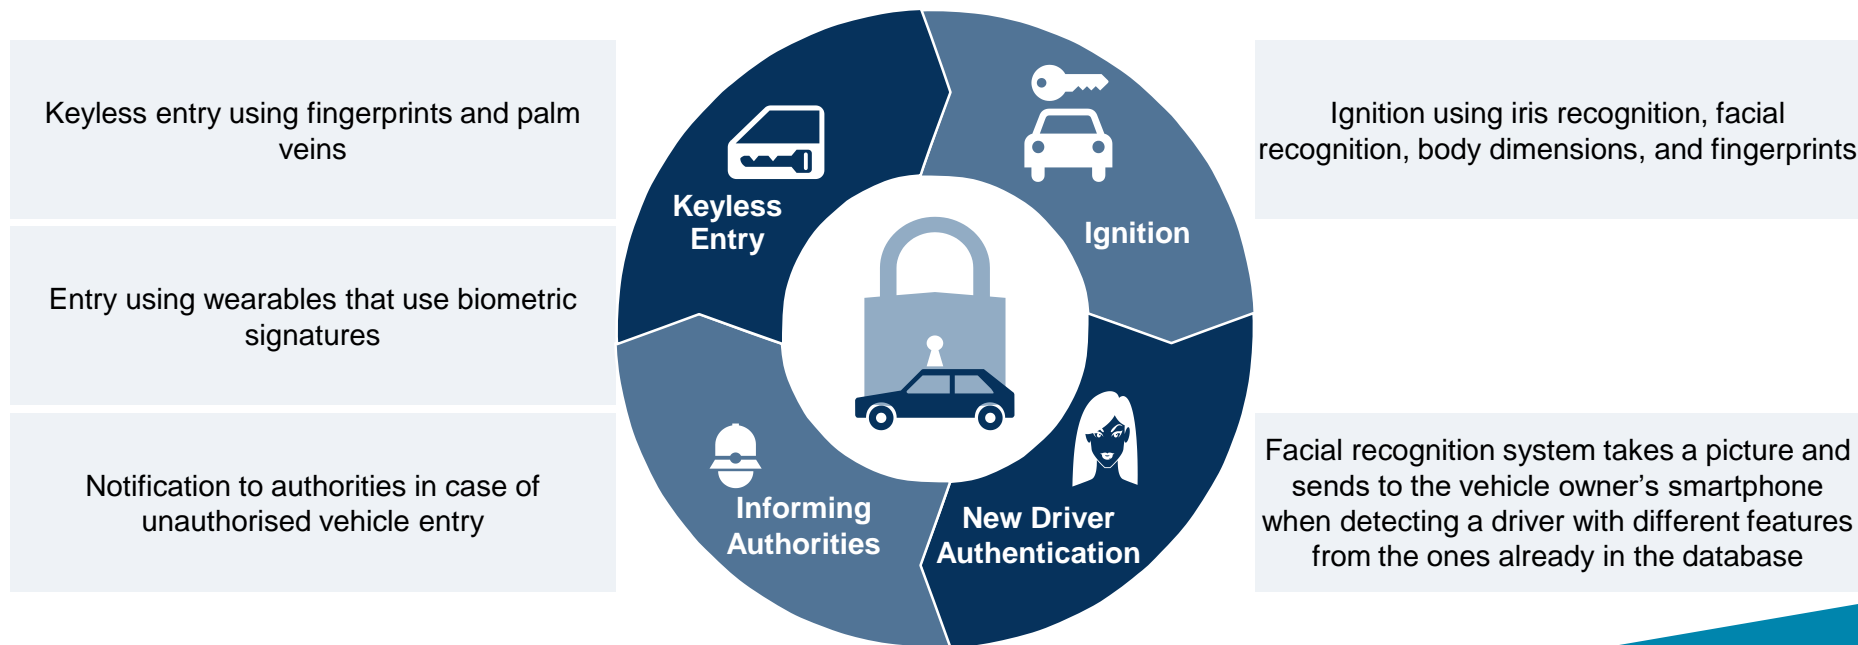 Keyless entry using fingerprints and palm
veins
Entry using wearables that use biometric
signatures
Notification to authorities in case of
unauthorised vehicle entry
Keyless
Entry
Ignition
Informing
Authorities
New Driver
Authentication
Ignition using iris recognition, facial
recognition, body dimensions, and fingerprints
Facial recognition system takes a picture and
sends to the vehicle owner’s smartphone
when detecting a driver with different features
from the ones already in the database